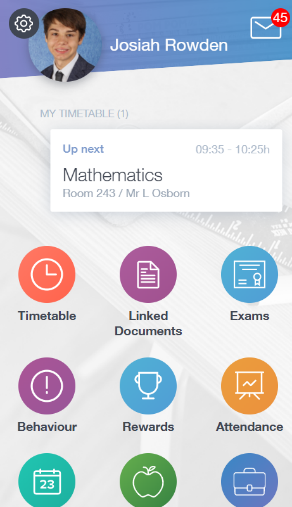 45
Josiah Rowden
MY TIMETABLE (1)
Up next 09:35 - 10:25h
Mathematics
Room 243 / Mr L Osborn
Timetable Linked Documents Exams
Behaviour Rewards Attendance
23